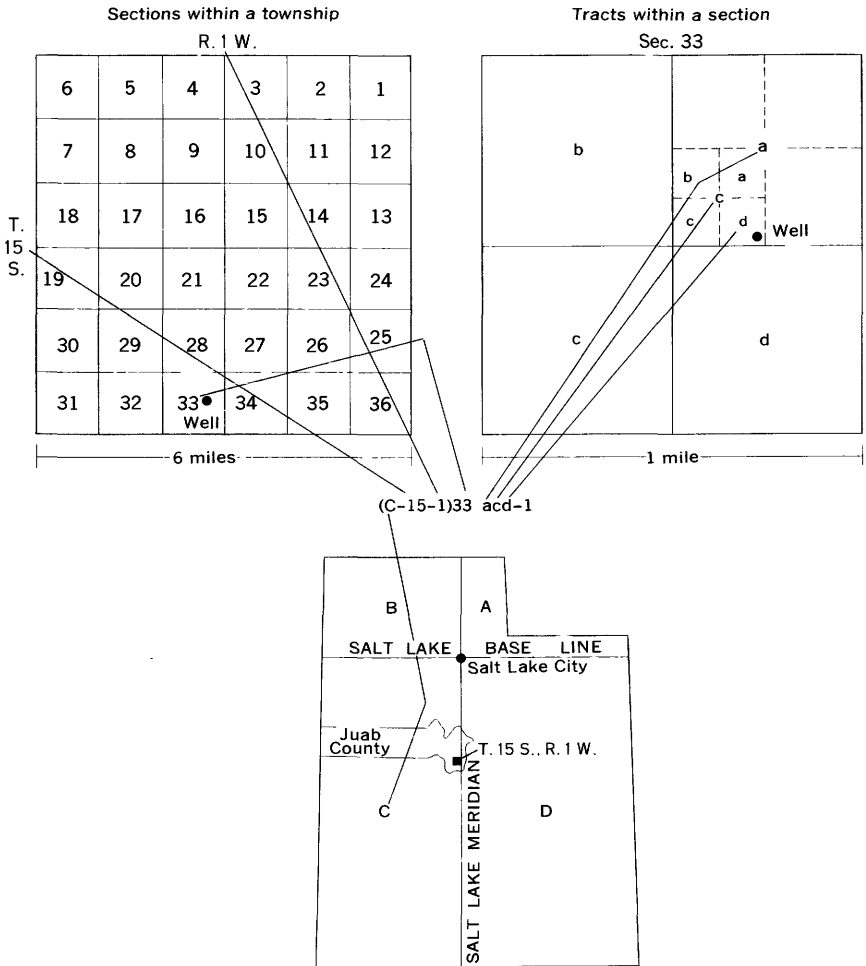 Sections within a township
R. 1 W.
6 5 4 3 2 1
7 8 9 10 11 12
18 17 16 15 14 13
19 20 21 22 23 24
30 29 28 27 26 25
31 32 33 34 35 36
Well
T.
15
S.
6 miles
Tracts within a section
Sec. 33
b a
b a
c
c d
Well
c d
1 mile
(C-15-1)33 acd-1
B A
SALT LAKE BASE LINE
Salt Lake City
Juab
County
T. 15 S., R. 1 W.
C D
SALT LAKE MERIDIAN